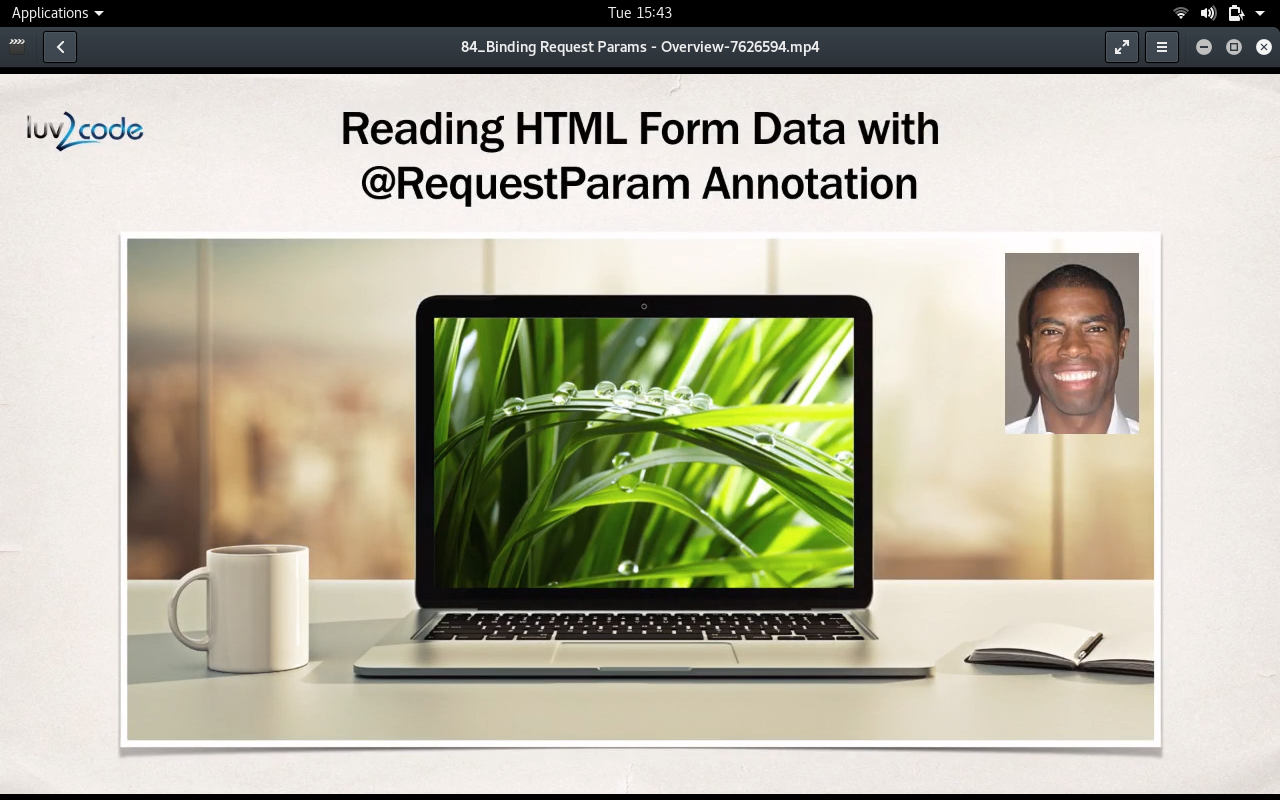 Applications
Tue 15:43
84_Binding Request Params - Overview-7626594.mp4
luv2code
Reading HTML Form Data with
@RequestParam Annotation